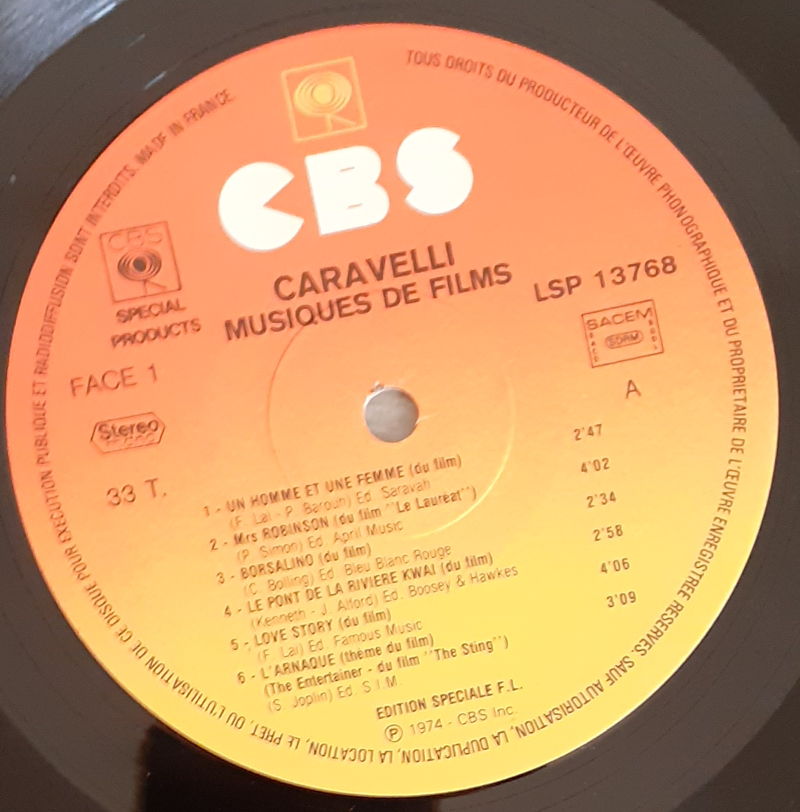 TOUS DROITS DU PRODUCTEUR DE L'ŒUVRE PHONOGRAPHIQUE ET DU PROPRIETAIRE DE L'ŒUVRE ENREGISTREE RESERVES. SAUF AUTORISATION, LA DUPLICATION, LA LOCATION, LE PRET, OU L'UTILISATION DE CE DISQUE POUR EXECUTION PUBLIQUE ET RADIODIFFUSION SONT INTERDITS. MADE IN FRANCE
CBS
CBS
SPECIAL
PRODUCTS
CARAVELLI
MUSIQUES DE FILMS
LSP 13768
SACEM
SACD
SDRM
SGDL
FACE 1
A
Stereo
33 T.
1 - UN HOMME ET UNE FEMME (du film) 2'47
(F. Lai - P. Barouh) Ed. Saravah
2 - Mrs ROBINSON (du film "Le Lauréat") 4'02
(P. Simon) Ed. April Music
3 - BORSALINO (du film) 2'34
(C. Bolling) Ed. Bleu Blanc Rouge
4 - LE PONT DE LA RIVIERE KWAI (du film) 2'58
(Kenneth - J. Alford) Ed. Boosey & Hawkes
5 - LOVE STORY (du film) 4'06
(F. Lai) Ed. Famous Music
6 - L'ARNAQUE (thème du film) 3'09
(The Entertainer - du film "The Sting")
(S. Joplin) Ed. S.I.M.
EDITION SPECIALE F.L.
Ⓟ 1974 - CBS Inc.